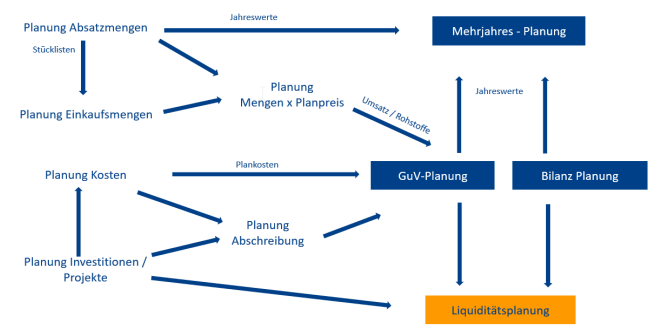 Planung Absatzmengen
Jahreswerte
Mehrjahres - Planung
Stücklisten
Planung
Mengen x Planpreis
Jahreswerte
Planung Einkaufsmengen
Umsatz / Rohstoffe
Planung Kosten
Plankosten
GuV-Planung
Bilanz Planung
Planung
Abschreibung
Planung Investitionen /
Projekte
Liquiditätsplanung